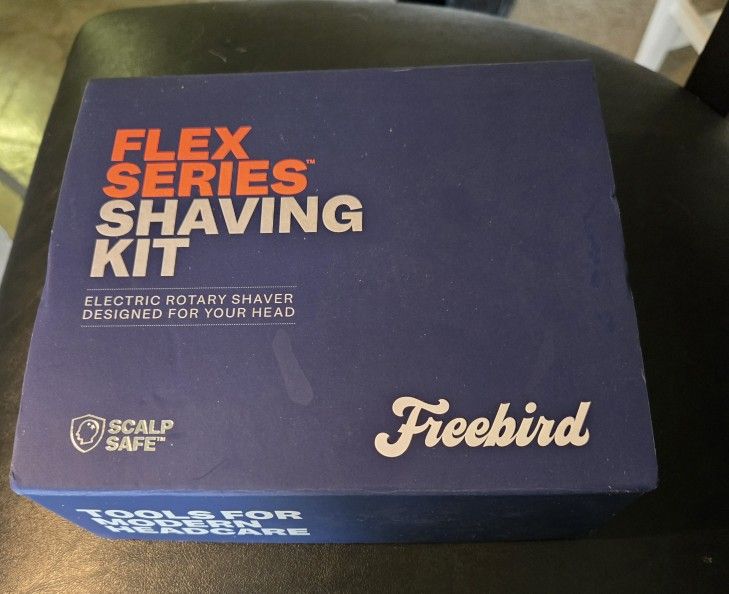 FLEX
SERIES™
SHAVING
KIT
ELECTRIC ROTARY SHAVER
DESIGNED FOR YOUR HEAD
SCALP
SAFE™
Freebird
TOOLS FOR
MODERN
HEADCARE